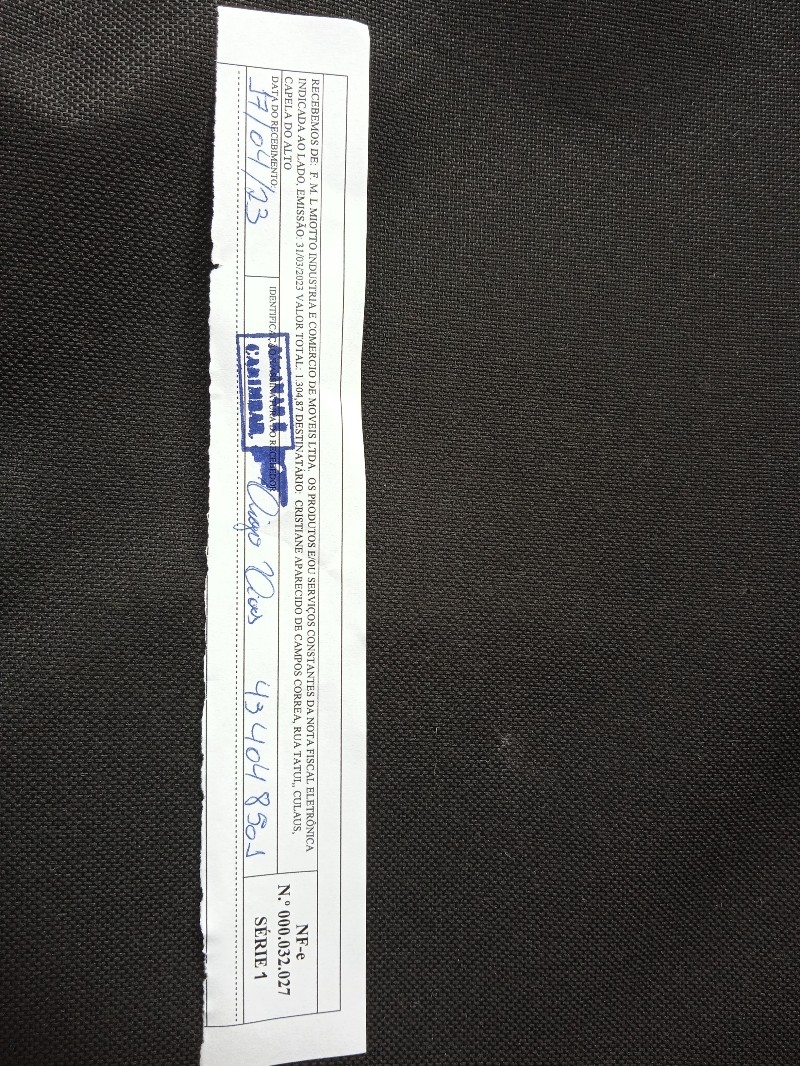 RECEBEMOS DE: F. M. L MIOTTO INDUSTRIA E COMERCIO DE MOVEIS LTDA. OS PRODUTOS E/OU SERVIÇOS CONSTANTES DA NOTA FISCAL ELETRÔNICA
INDICADA AO LADO, EMISSÃO: 31/03/2023 VALOR TOTAL: 1.304,87 DESTINATÁRIO: CRISTIANE APARECIDO DE CAMPOS CORREA, RUA TATUI,, CULAUS,
CAPELA DO ALTO
DATA DO RECEBIMENTO:
17/04/23
IDENTIFICAÇÃO E ASSINATURA DO RECEBEDOR
CARIMBAR.
Diogo
434048501
NF-e
N.º 000.032.027
SÉRIE 1